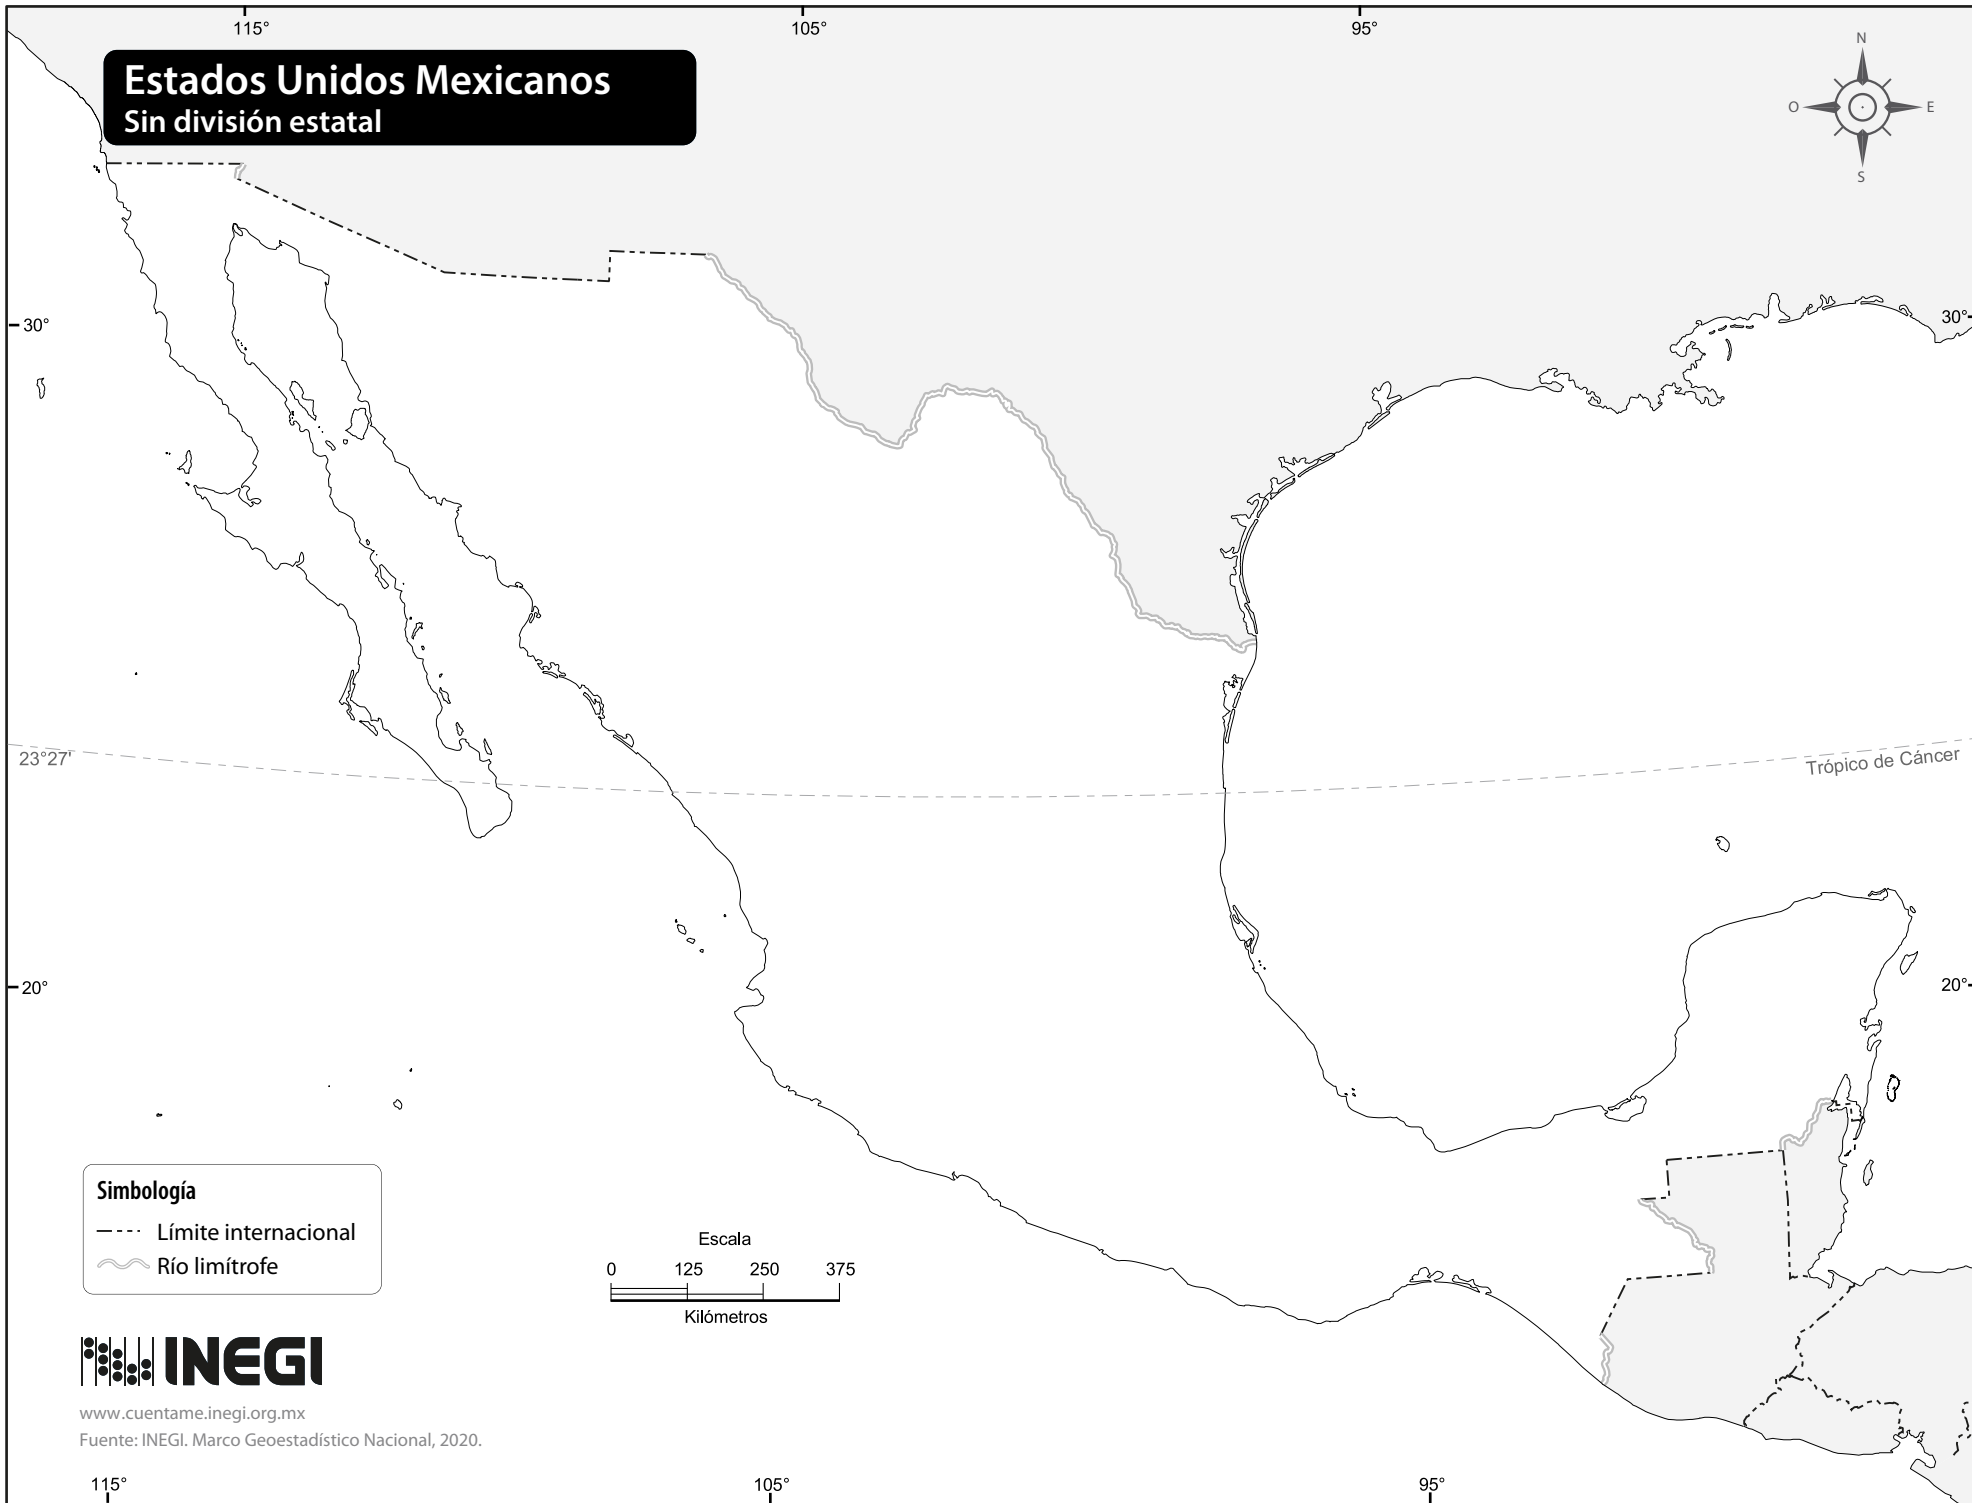 115°
105°
95°
Estados Unidos Mexicanos
Sin división estatal
N
O
E
S
30°
30°
23°27'
Trópico de Cáncer
20°
20°
Simbología
Límite internacional
Río limítrofe
Escala
0 125 250 375
Kilómetros
INEGI
www.cuentame.inegi.org.mx
Fuente: INEGI. Marco Geoestadístico Nacional, 2020.
115°
105°
95°